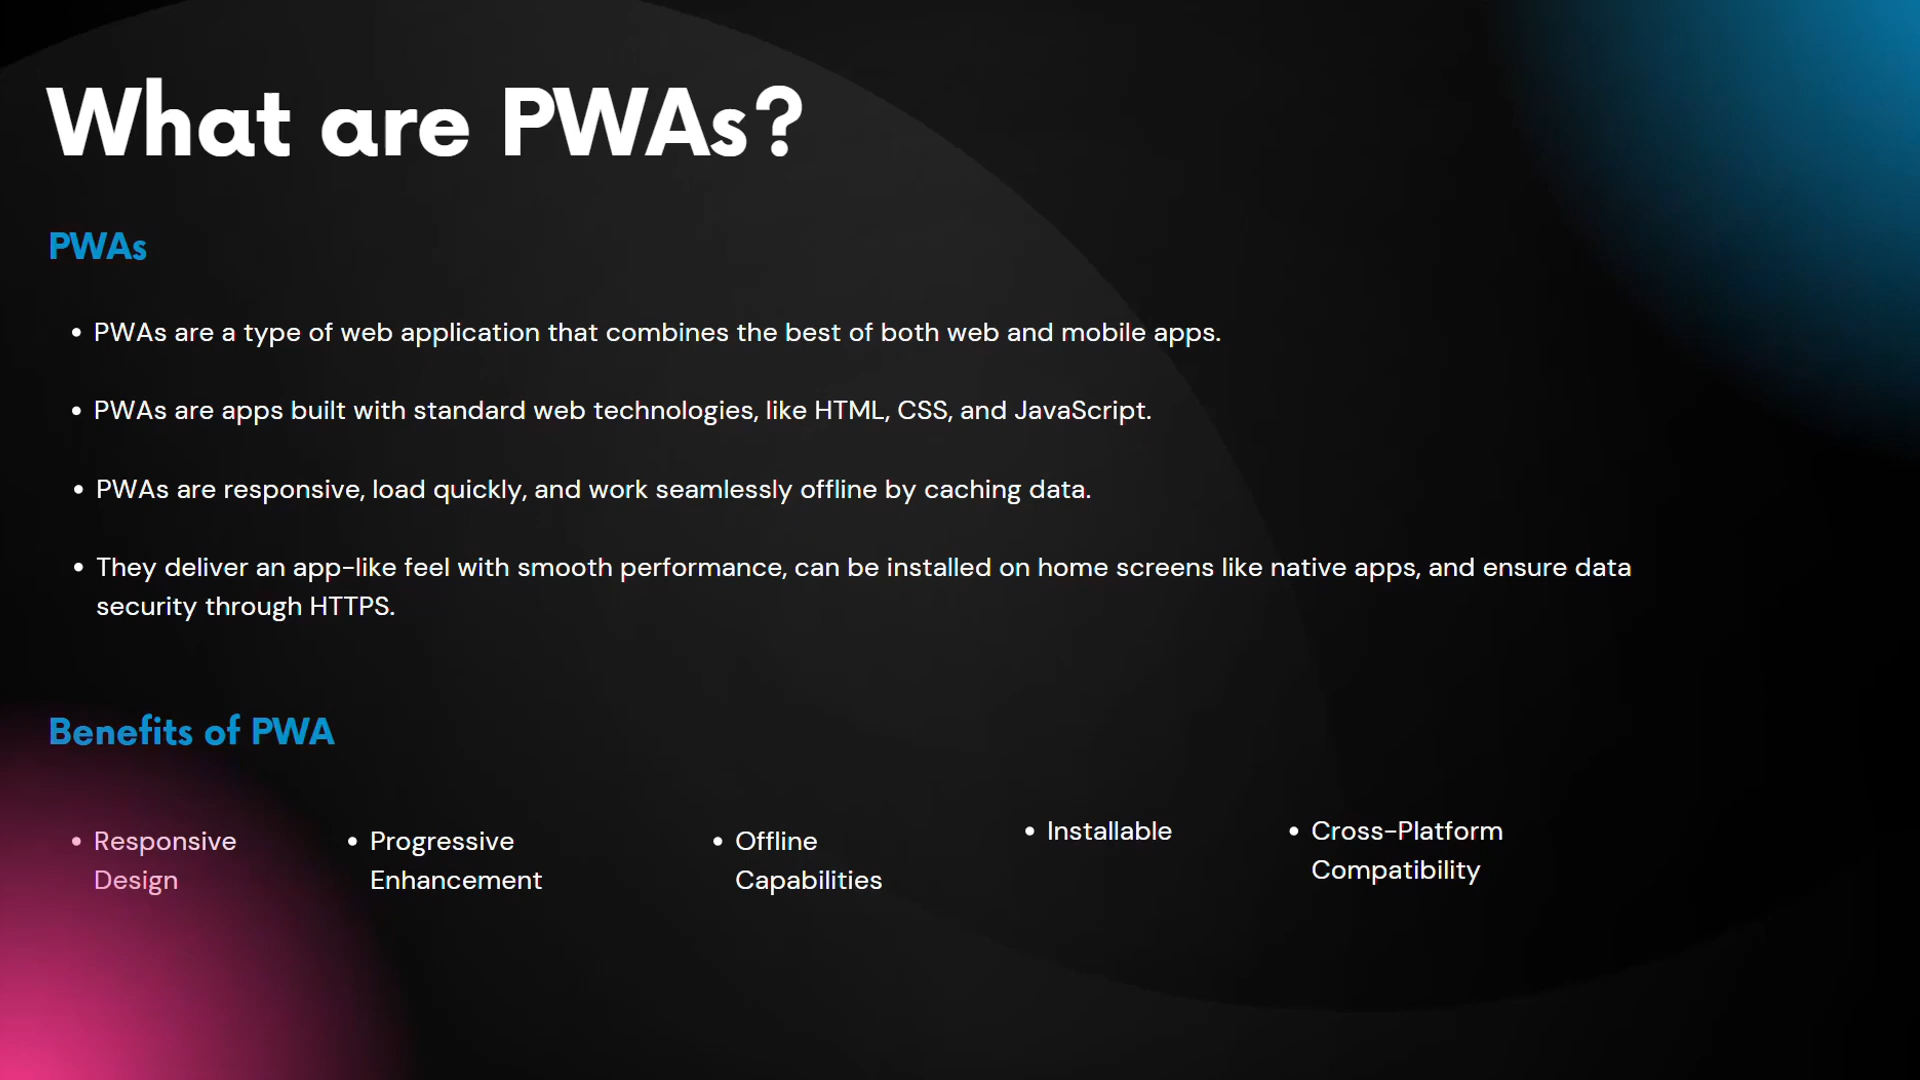 What are PWAs?
PWAs
• PWAs are a type of web application that combines the best of both web and mobile apps.
• PWAs are apps built with standard web technologies, like HTML, CSS, and JavaScript.
• PWAs are responsive, load quickly, and work seamlessly offline by caching data.
• They deliver an app-like feel with smooth performance, can be installed on home screens like native apps, and ensure data
security through HTTPS.
Benefits of PWA
• Responsive
Design
• Progressive
Enhancement
• Offline
Capabilities
• Installable
• Cross-Platform
Compatibility